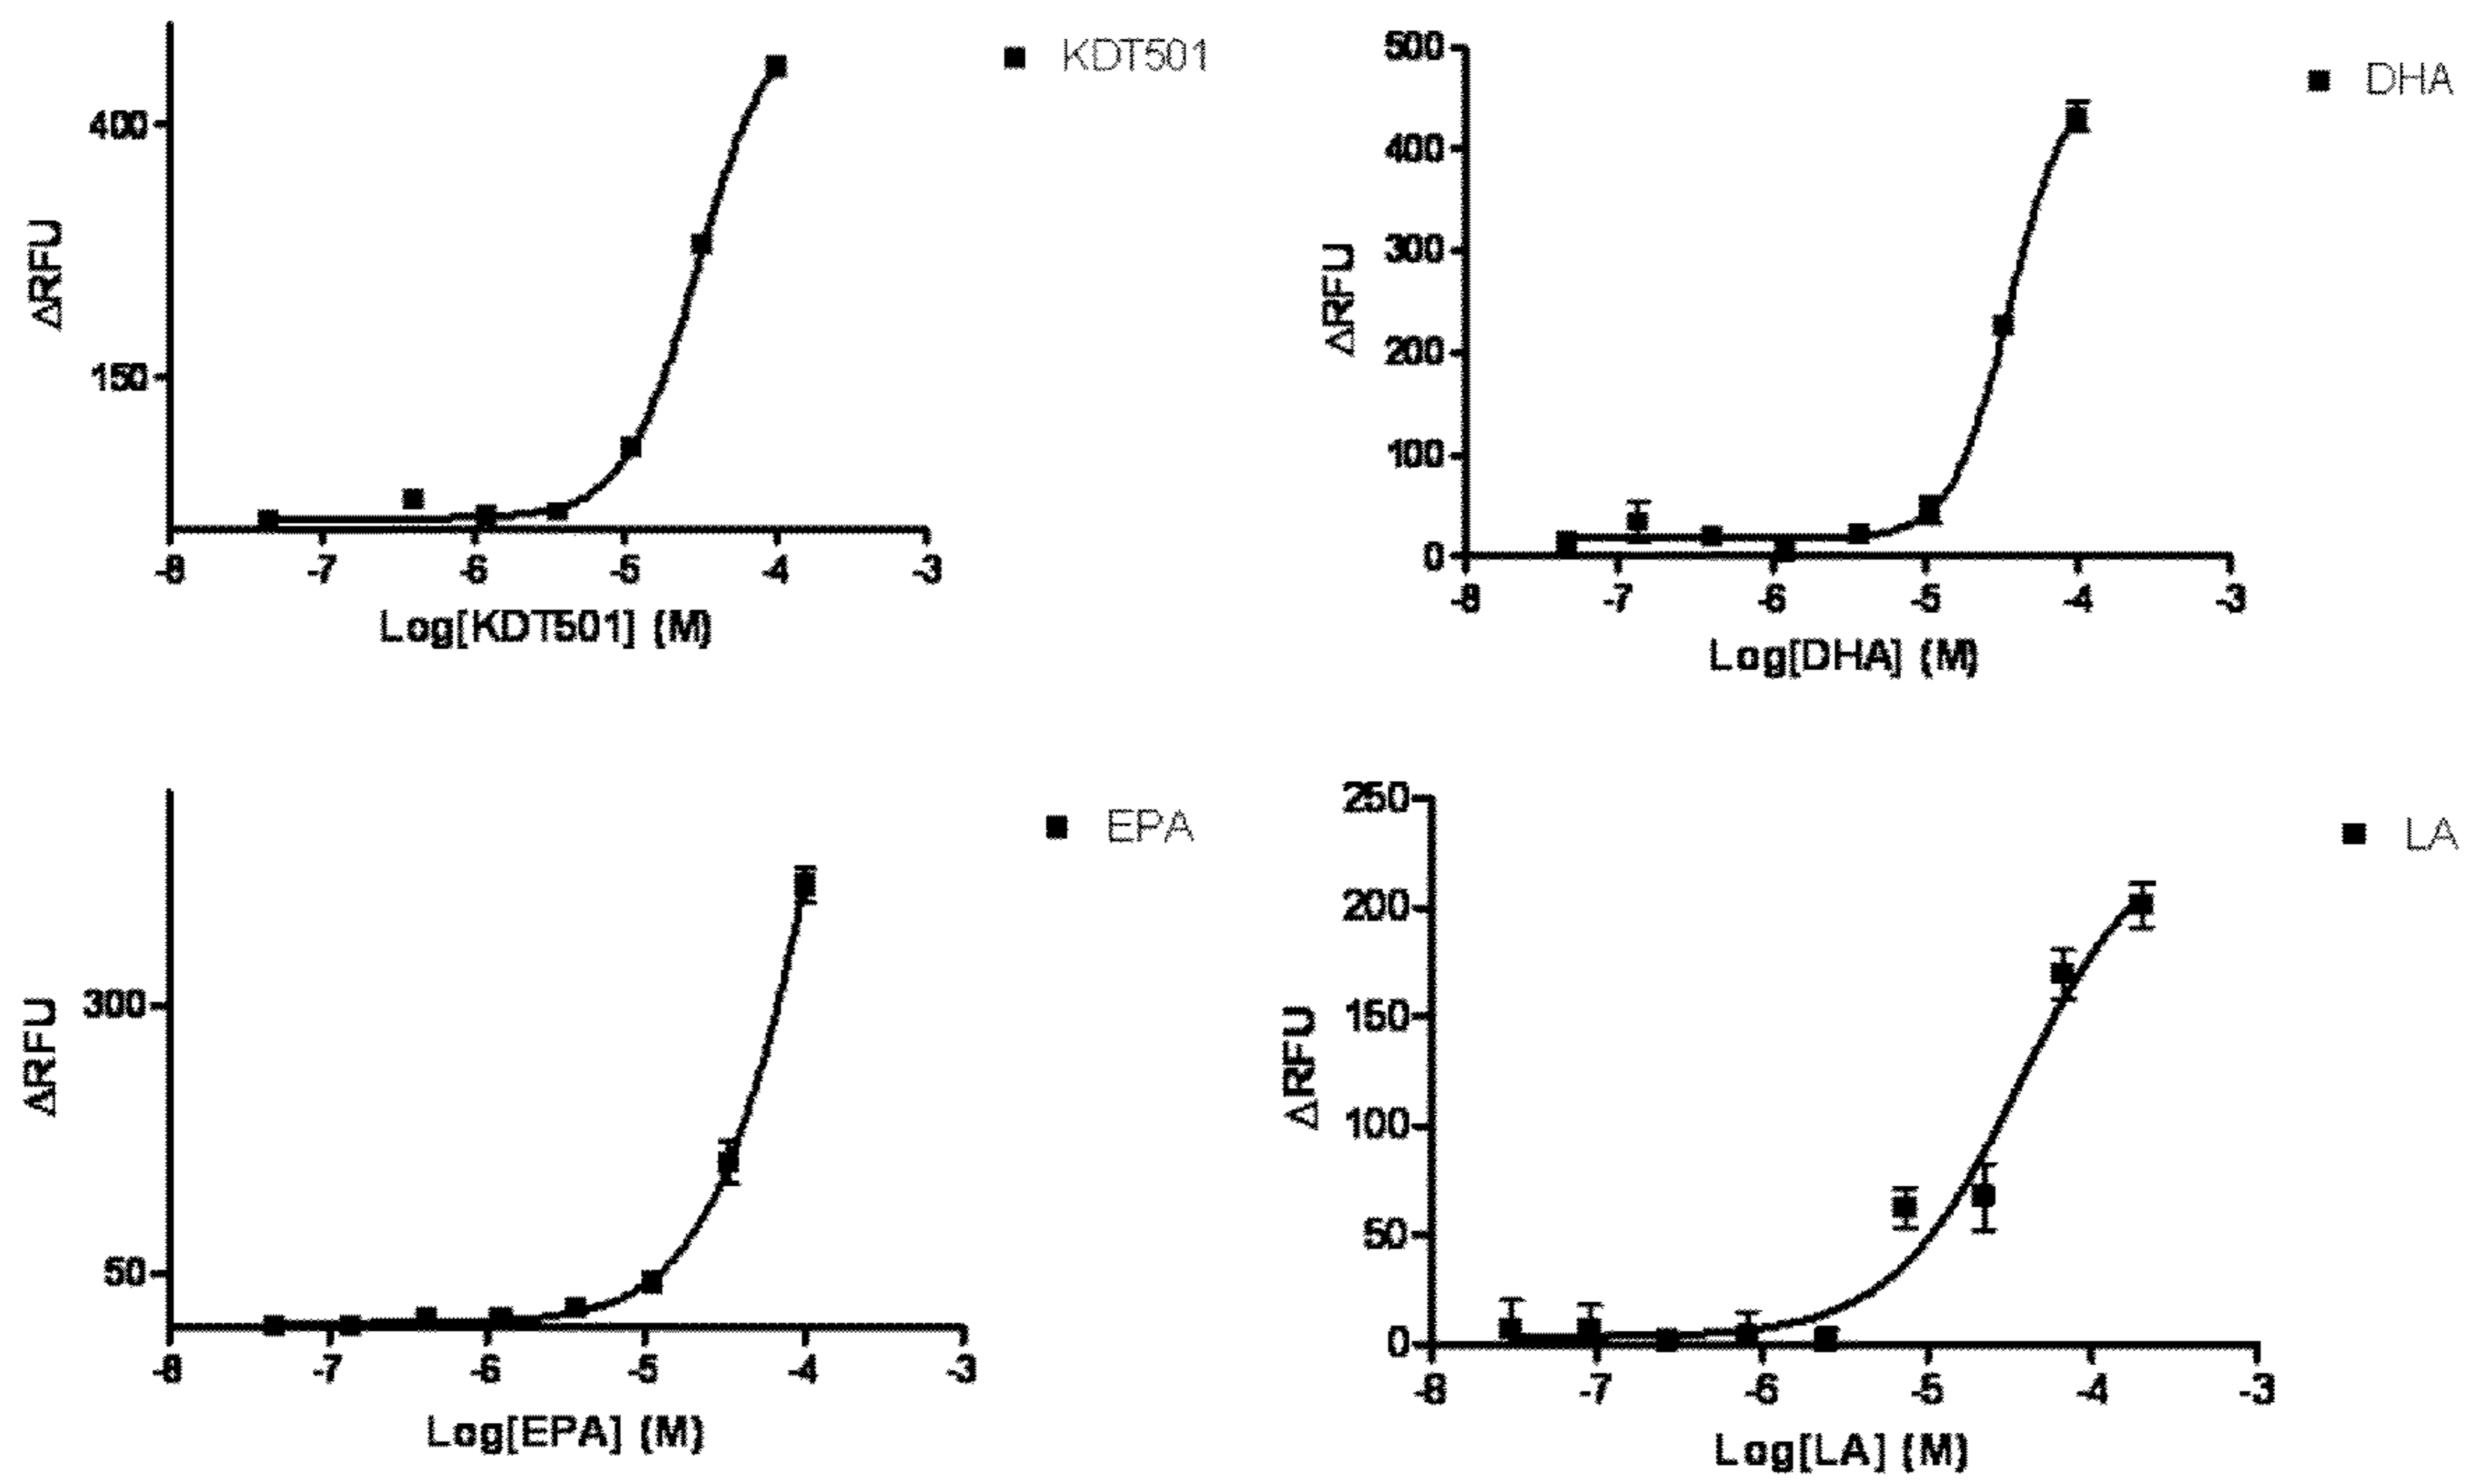 KDT501
400
150
ΔRFU
-8 -7 -6 -5 -4 -3
Log[KDT501] (M)
DHA
500
400
300
200
100
0
ΔRFU
-8 -7 -6 -5 -4 -3
Log[DHA] (M)
EPA
300
50
ΔRFU
-8 -7 -6 -5 -4 -3
Log[EPA] (M)
LA
250
200
150
100
50
0
ΔRFU
-8 -7 -6 -5 -4 -3
Log[LA] (M)